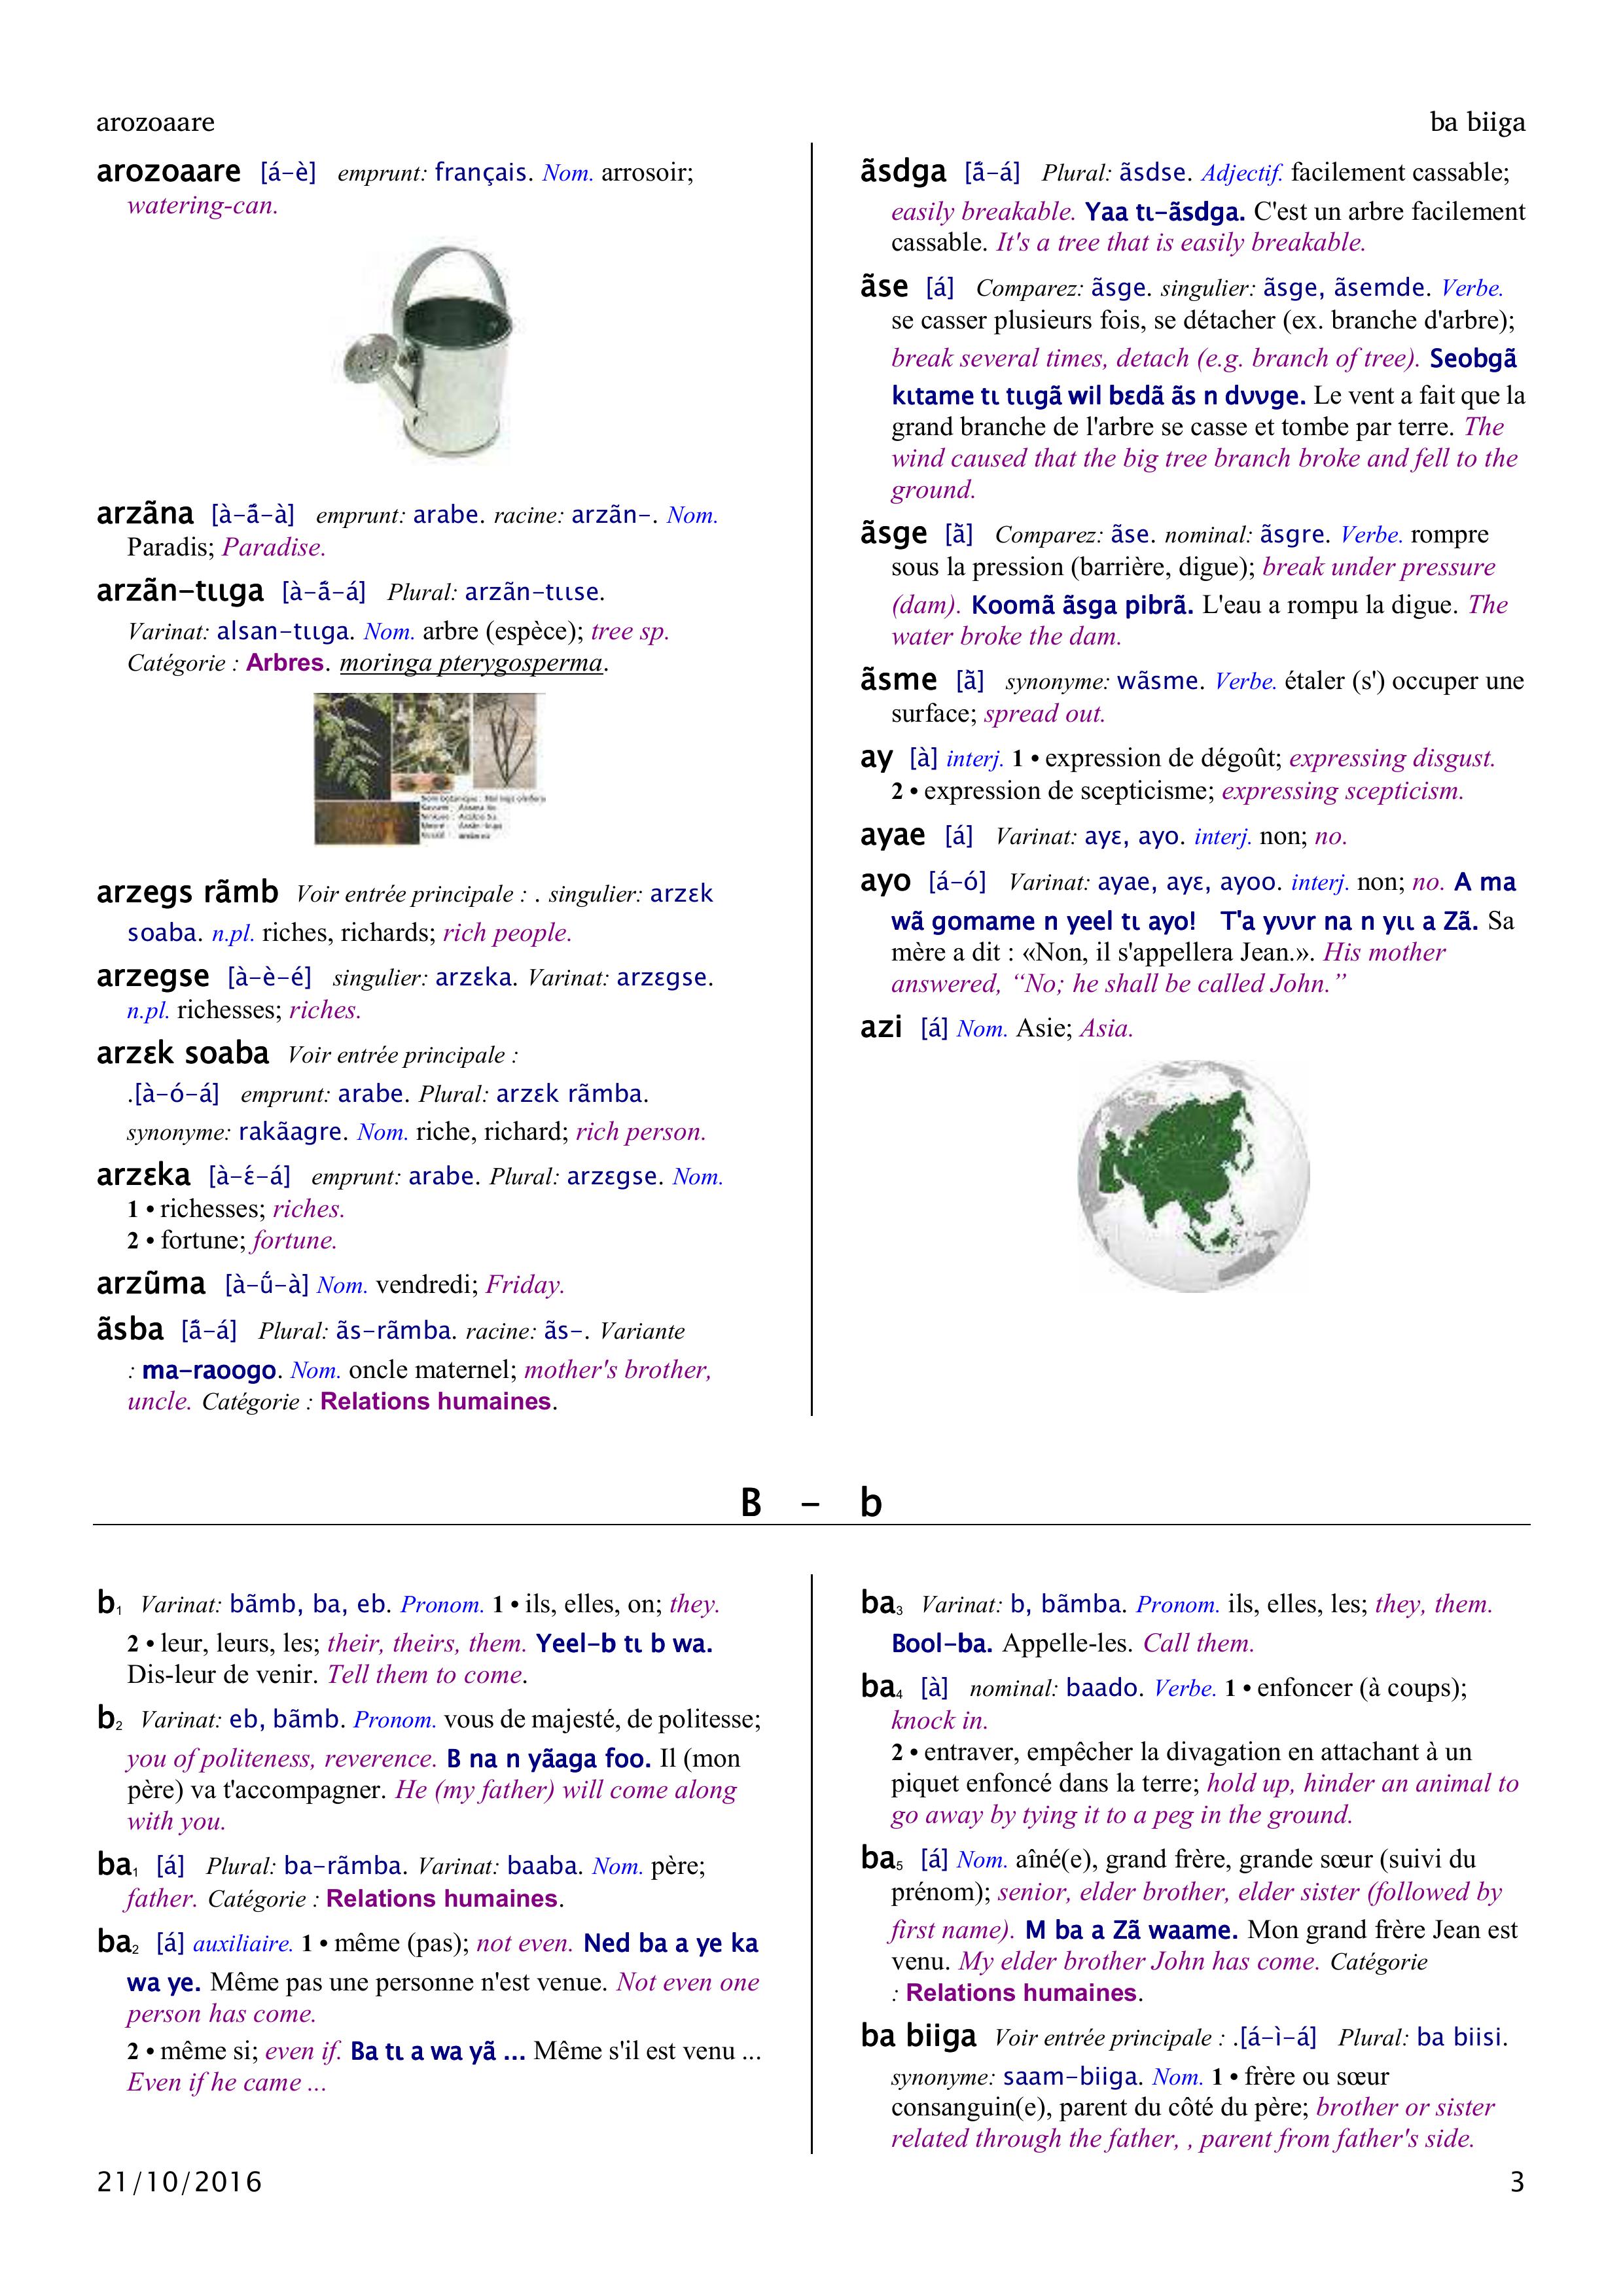 arozoaare
ba biiga
arozoaare [á-è] emprunt: français. Nom. arrosoir;
watering-can.
arzãna [à-ã́-à] emprunt: arabe. racine: arzãn-. Nom.
Paradis; Paradise.
arzãn-tɩɩga [à-ã́-á] Plural: arzãn-tɩɩse.
Varinat: alsan-tɩɩga. Nom. arbre (espèce); tree sp.
Catégorie : Arbres. moringa pterygosperma.
arzegs rãmb Voir entrée principale : . singulier: arzɛk
soaba. n.pl. riches, richards; rich people.
arzegse [à-è-é] singulier: arzɛka. Varinat: arzɛgse.
n.pl. richesses; riches.
arzɛk soaba Voir entrée principale :
.[à-ó-á] emprunt: arabe. Plural: arzɛk rãmba.
synonyme: rakãagre. Nom. riche, richard; rich person.
arzɛka [à-ɛ́-á] emprunt: arabe. Plural: arzɛgse. Nom.
1 • richesses; riches.
2 • fortune; fortune.
arzũma [à-ṹ-à] Nom. vendredi; Friday.
ãsba [ã́-á] Plural: ãs-rãmba. racine: ãs-. Variante
: ma-raoogo. Nom. oncle maternel; mother's brother,
uncle. Catégorie : Relations humaines.
ãsdga [ã́-á] Plural: ãsdse. Adjectif. facilement cassable;
easily breakable. Yaa tɩ-ãsdga. C'est un arbre facilement
cassable. It's a tree that is easily breakable.
ãse [á] Comparez: ãsge. singulier: ãsge, ãsemde. Verbe.
se casser plusieurs fois, se détacher (ex. branche d'arbre);
break several times, detach (e.g. branch of tree). Seobgã
kɩtame tɩ tɩɩgã wil bɛdã ãs n dʋʋge. Le vent a fait que la
grand branche de l'arbre se casse et tombe par terre. The
wind caused that the big tree branch broke and fell to the
ground.
ãsge [ã̀] Comparez: ãse. nominal: ãsgre. Verbe. rompre
sous la pression (barrière, digue); break under pressure
(dam). Koomã ãsga pibrã. L'eau a rompu la digue. The
water broke the dam.
ãsme [ã̀] synonyme: wãsme. Verbe. étaler (s') occuper une
surface; spread out.
ay [à] interj. 1 • expression de dégoût; expressing disgust.
2 • expression de scepticisme; expressing scepticism.
ayae [á] Varinat: ayɛ, ayo. interj. non; no.
ayo [á-ó] Varinat: ayae, ayɛ, ayoo. interj. non; no. A ma
wã gomame n yeel tɩ ayo! T'a yʋʋr na n yɩɩ a Zã. Sa
mère a dit : «Non, il s'appellera Jean.». His mother
answered, “No; he shall be called John.”
azi [á] Nom. Asie; Asia.
B - b
b₁ Varinat: bãmb, ba, eb. Pronom. 1 • ils, elles, on; they.
2 • leur, leurs, les; their, theirs, them. Yeel-b tɩ b wa.
Dis-leur de venir. Tell them to come.
b₂ Varinat: eb, bãmb. Pronom. vous de majesté, de politesse;
you of politeness, reverence. B na n yãaga foo. Il (mon
père) va t'accompagner. He (my father) will come along
with you.
ba₁ [á] Plural: ba-rãmba. Varinat: baaba. Nom. père;
father. Catégorie : Relations humaines.
ba₂ [á] auxiliaire. 1 • même (pas); not even. Ned ba a ye ka
wa ye. Même pas une personne n'est venue. Not even one
person has come.
2 • même si; even if. Ba tɩ a wa yã ... Même s'il est venu ...
Even if he came ...
ba₃ Varinat: b, bãmba. Pronom. ils, elles, les; they, them.
Bool-ba. Appelle-les. Call them.
ba₄ [à] nominal: baado. Verbe. 1 • enfoncer (à coups);
knock in.
2 • entraver, empêcher la divagation en attachant à un
piquet enfoncé dans la terre; hold up, hinder an animal to
go away by tying it to a peg in the ground.
ba₅ [á] Nom. aîné(e), grand frère, grande sœur (suivi du
prénom); senior, elder brother, elder sister (followed by
first name). M ba a Zã waame. Mon grand frère Jean est
venu. My elder brother John has come. Catégorie
: Relations humaines.
ba biiga Voir entrée principale : .[á-ì-á] Plural: ba biisi.
synonyme: saam-biiga. Nom. 1 • frère ou sœur
consanguin(e), parent du côté du père; brother or sister
related through the father, , parent from father's side.
21/10/2016
3